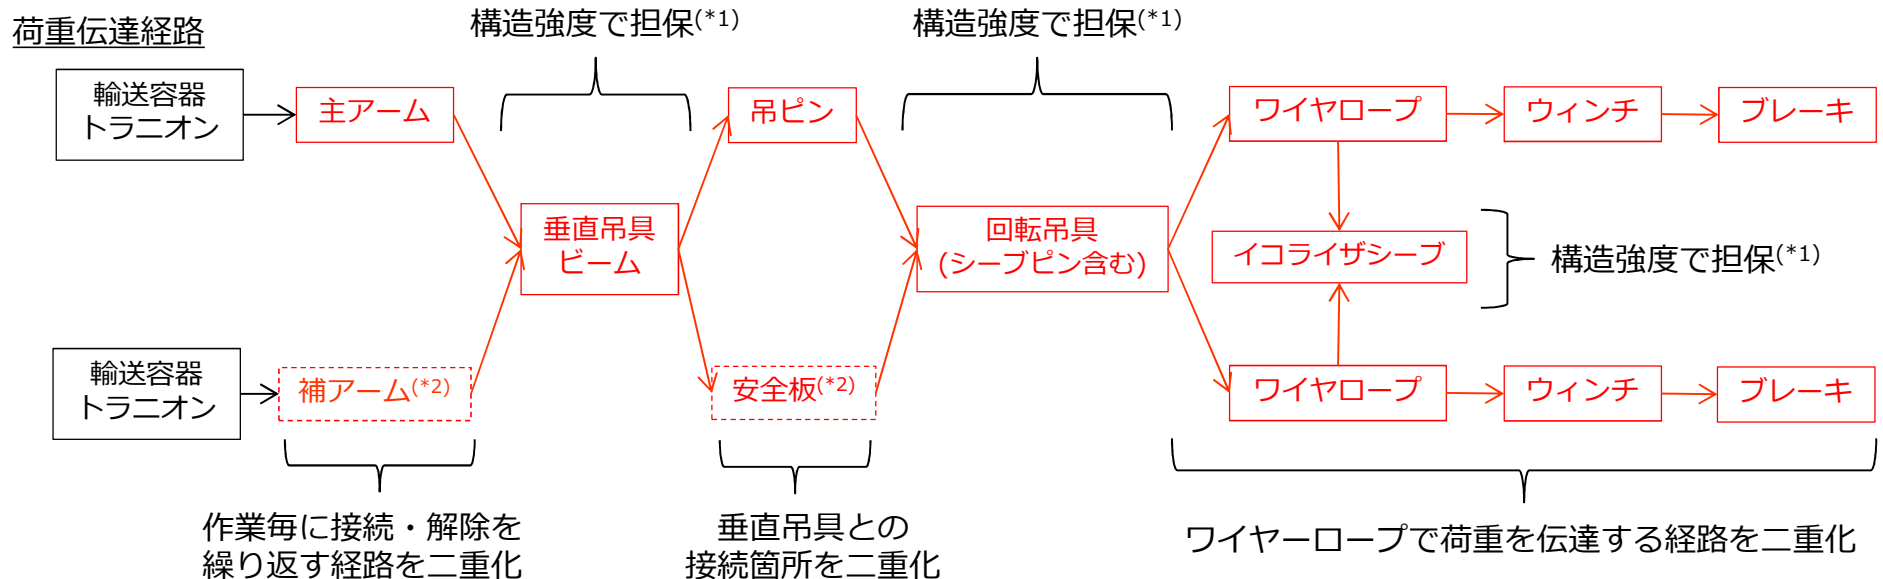 荷重伝達経路
構造強度で担保(*1)
構造強度で担保(*1)
輸送容器
トラニオン
主アーム
吊ピン
ワイヤロープ
ウィンチ
ブレーキ
垂直吊具
ビーム
回転吊具
(シーブピン含む)
イコライザシーブ
構造強度で担保(*1)
輸送容器
トラニオン
補アーム(*2)
安全板(*2)
ワイヤロープ
ウィンチ
ブレーキ
作業毎に接続・解除を
繰り返す経路を二重化
垂直吊具との
接続箇所を二重化
ワイヤーロープで荷重を伝達する経路を二重化